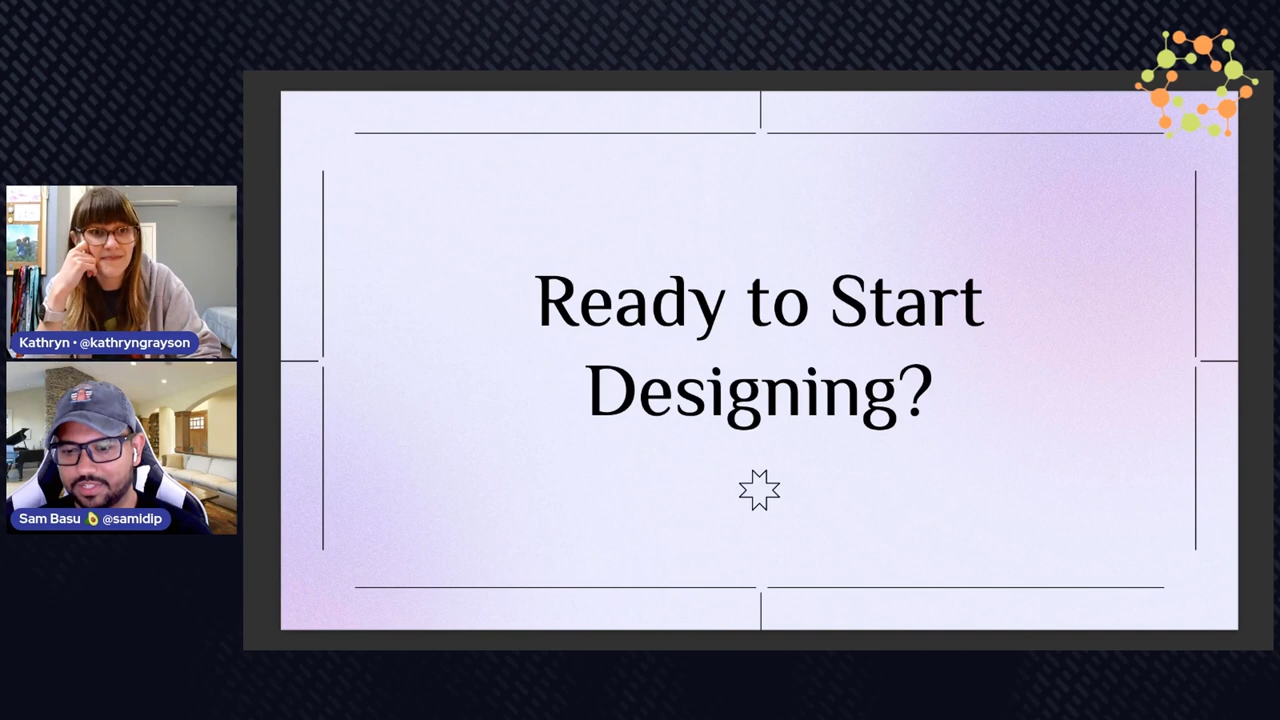 Kathryn • @kathryngrayson
Sam Basu 🥑 @samidip
Ready to Start
Designing?